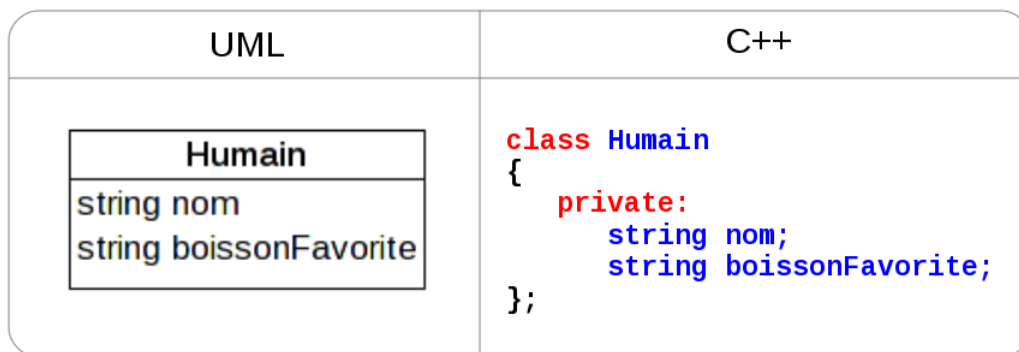 UML
C++
Humain
string nom
string boissonFavorite
class Humain
{
private:
string nom;
string boissonFavorite;
};